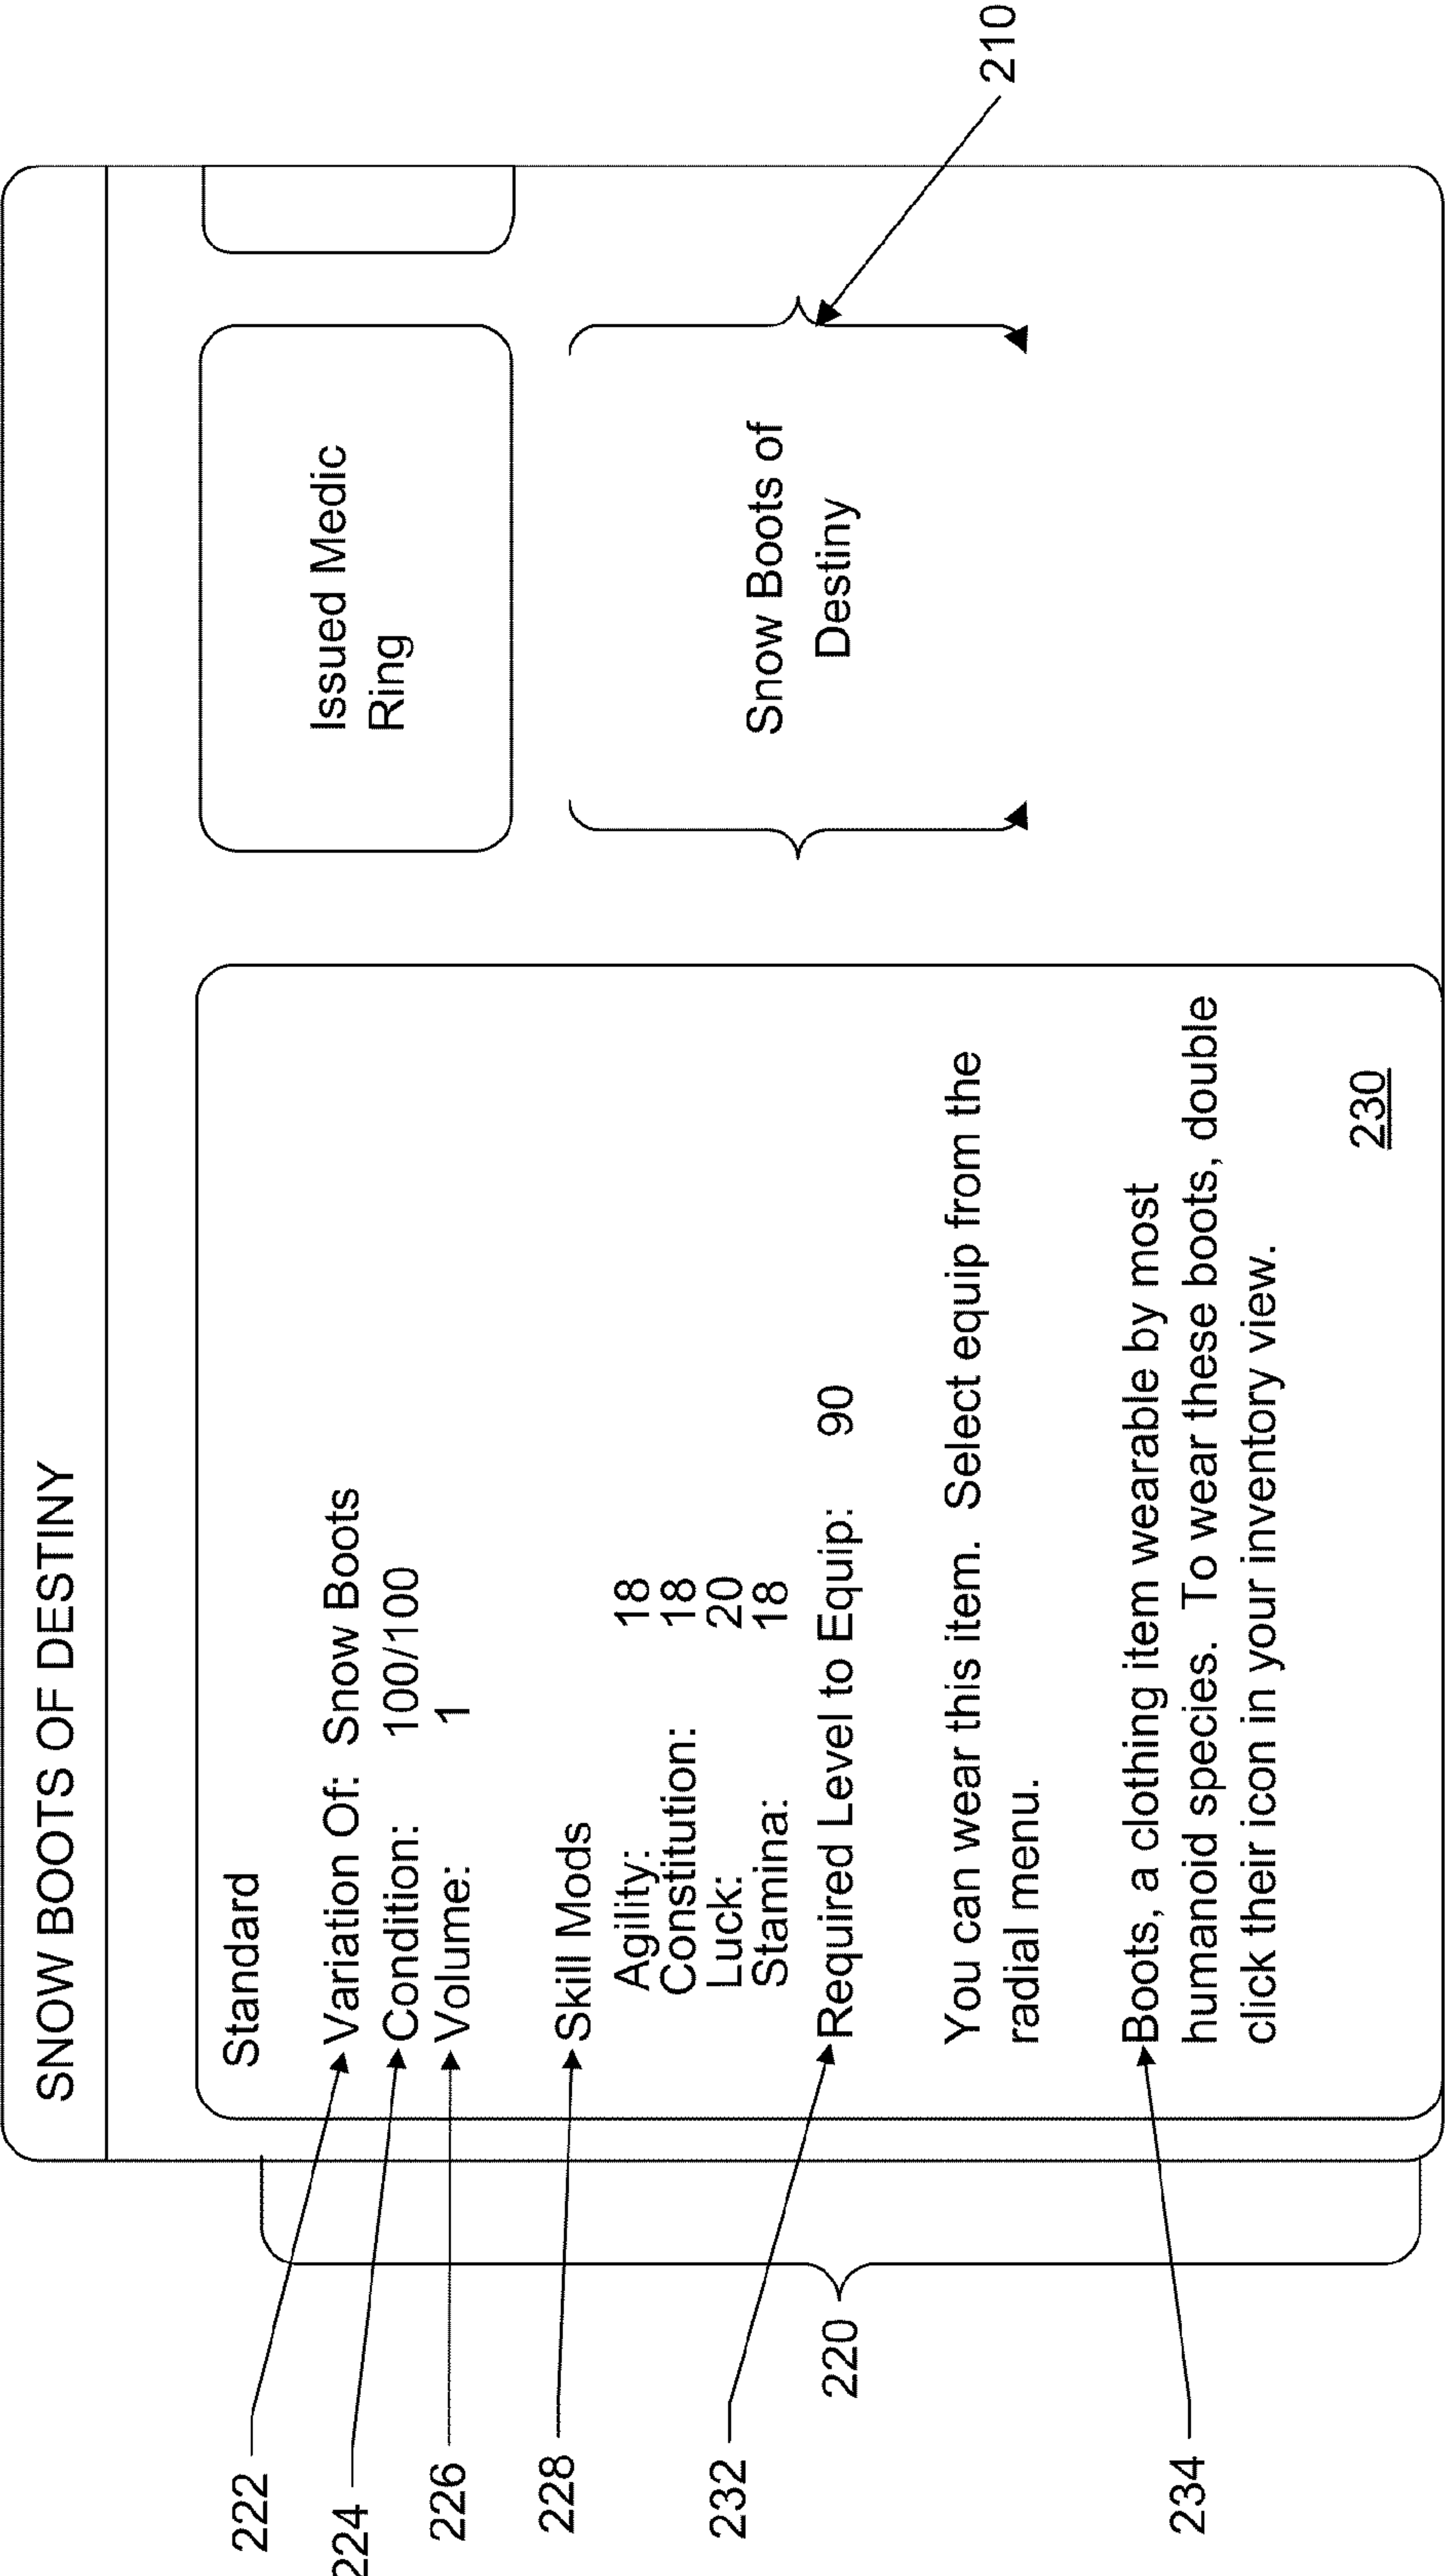 SNOW BOOTS OF DESTINY
Standard
Variation Of: Snow Boots
Condition: 100/100
Volume: 1
Skill Mods
Agility: 18
Constitution: 18
Luck: 20
Stamina: 18
Required Level to Equip: 90
You can wear this item. Select equip from the
radial menu.
Boots, a clothing item wearable by most
humanoid species. To wear these boots, double
click their icon in your inventory view.
230
Issued Medic
Ring
Snow Boots of
Destiny
210
222
224
226
228
232
220
234